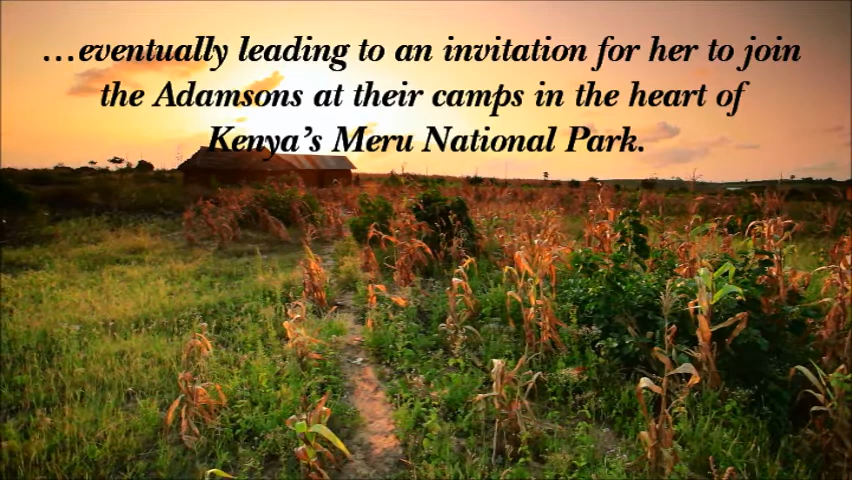 …eventually leading to an invitation for her to join
the Adamsons at their camps in the heart of
Kenya’s Meru National Park.